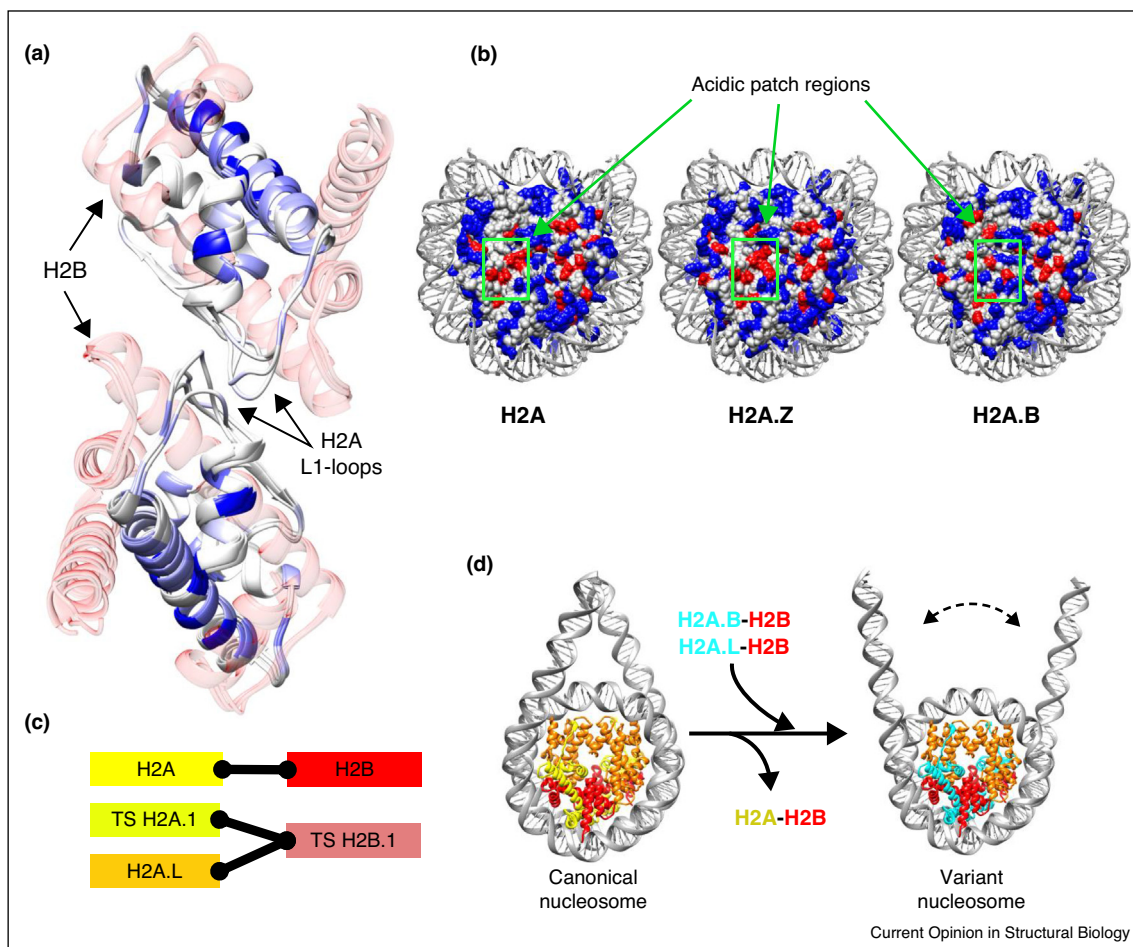 (a)
H2B
H2A
L1-loops
(b)
Acidic patch regions
H2A
H2A.Z
H2A.B
(c)
H2A
H2B
TS H2A.1
TS H2B.1
H2A.L
(d)
H2A.B-H2B
H2A.L-H2B
H2A-H2B
Canonical
nucleosome
Variant
nucleosome
Current Opinion in Structural Biology